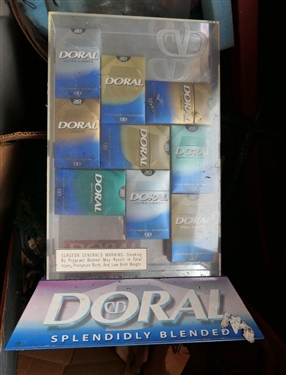 DORAL
DORAL
DORAL
DORAL
DORAL
DORAL
DORAL
DORAL
DORAL
SURGEON GENERAL'S WARNING: Smoking
By Pregnant Women May Result in Fetal
Injury, Premature Birth, And Low Birth Weight.
DORAL
SPLENDIDLY BLENDED